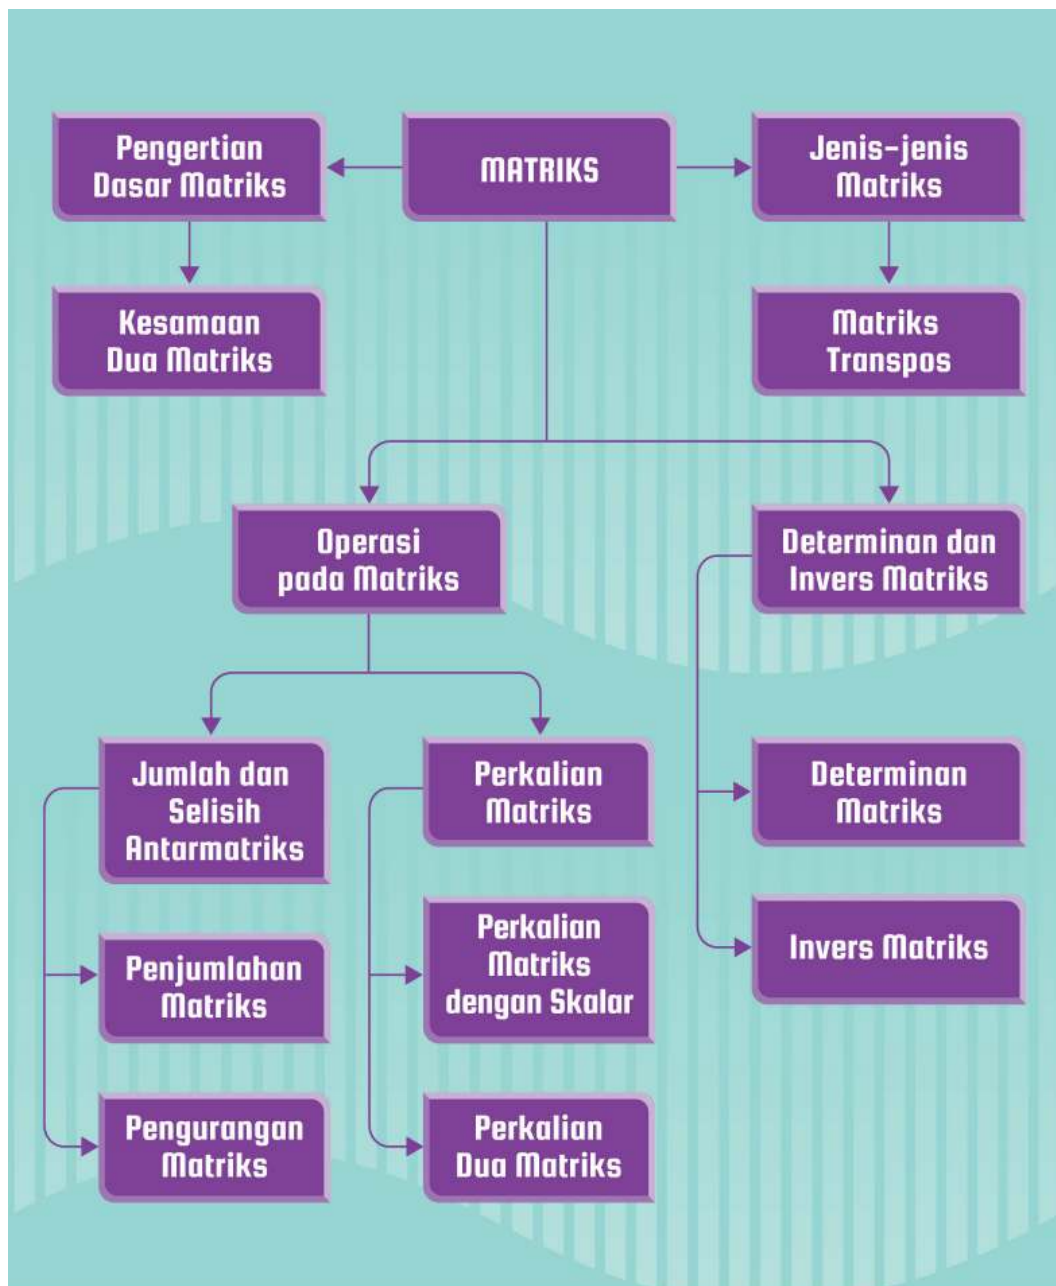 Pengertian
Dasar Matriks
MATRIKS
Jenis-jenis
Matriks
Kesamaan
Dua Matriks
Matriks
Transpos
Operasi
pada Matriks
Determinan dan
Invers Matriks
Jumlah dan
Selisih
Antarmatriks
Perkalian
Matriks
Determinan
Matriks
Penjumlahan
Matriks
Perkalian
Matriks
dengan Skalar
Invers Matriks
Pengurangan
Matriks
Perkalian
Dua Matriks